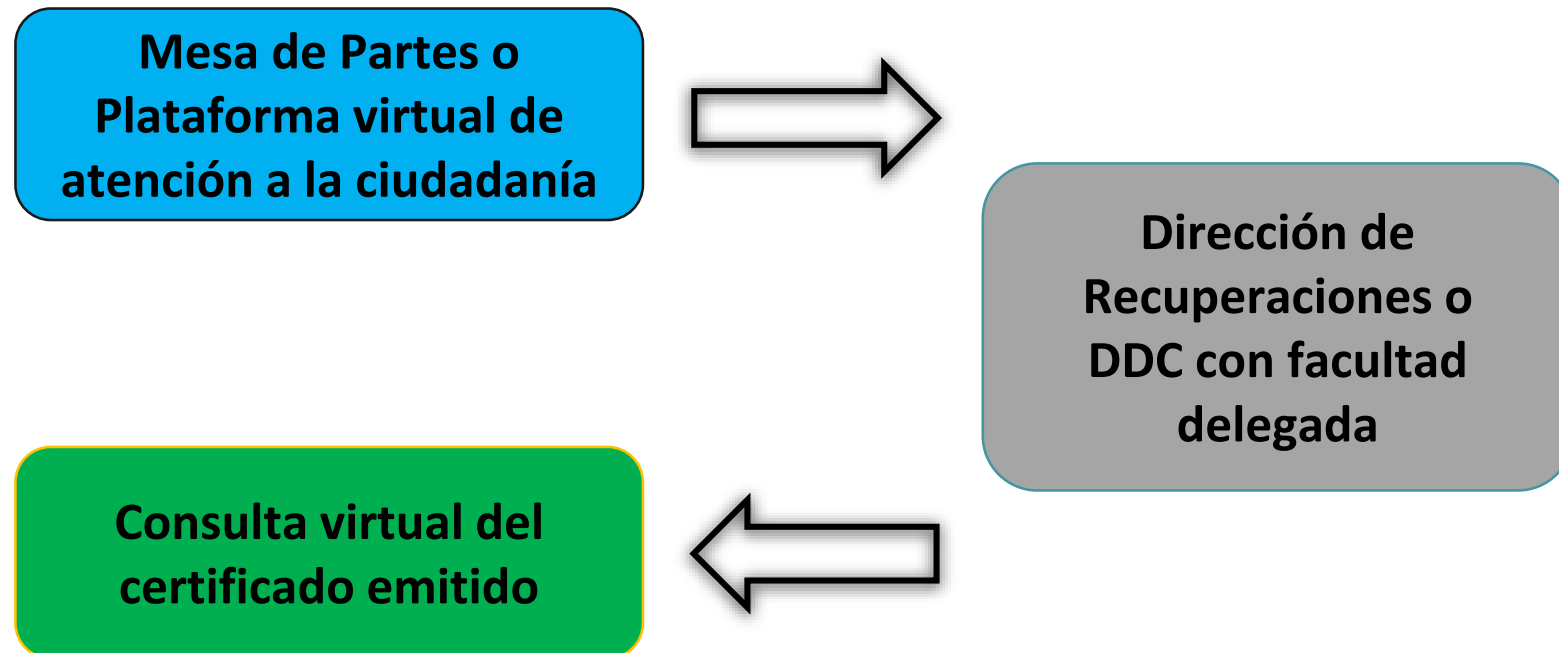 Mesa de Partes o
Plataforma virtual de
atención a la ciudadanía
Dirección de
Recuperaciones o
DDC con facultad
delegada
Consulta virtual del
certificado emitido